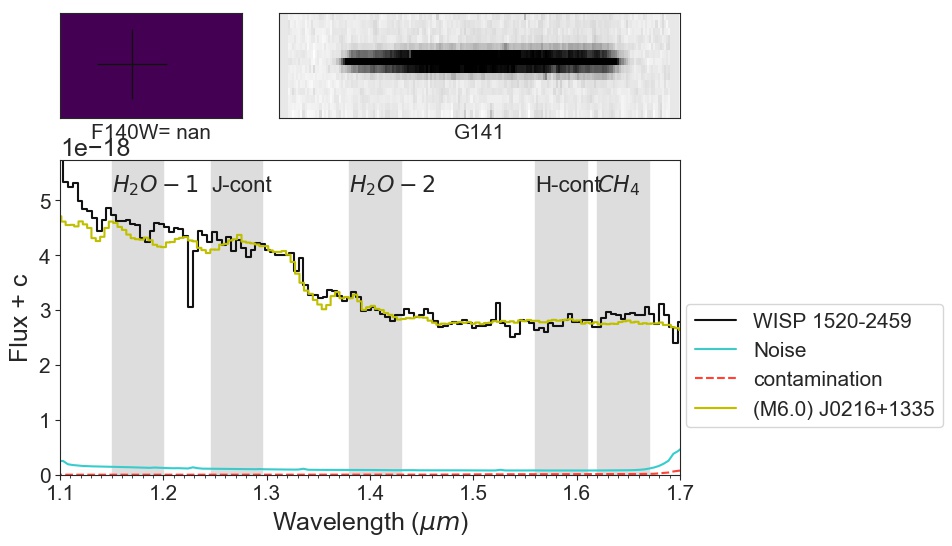 F140W= nan
G141
1e−18
H₂O − 1
J-cont
H₂O − 2
H-cont
CH₄
5
4
3
2
1
0
Flux + c
1.1
1.2
1.3
1.4
1.5
1.6
1.7
Wavelength (μm)
WISP 1520-2459
Noise
contamination
(M6.0) J0216+1335